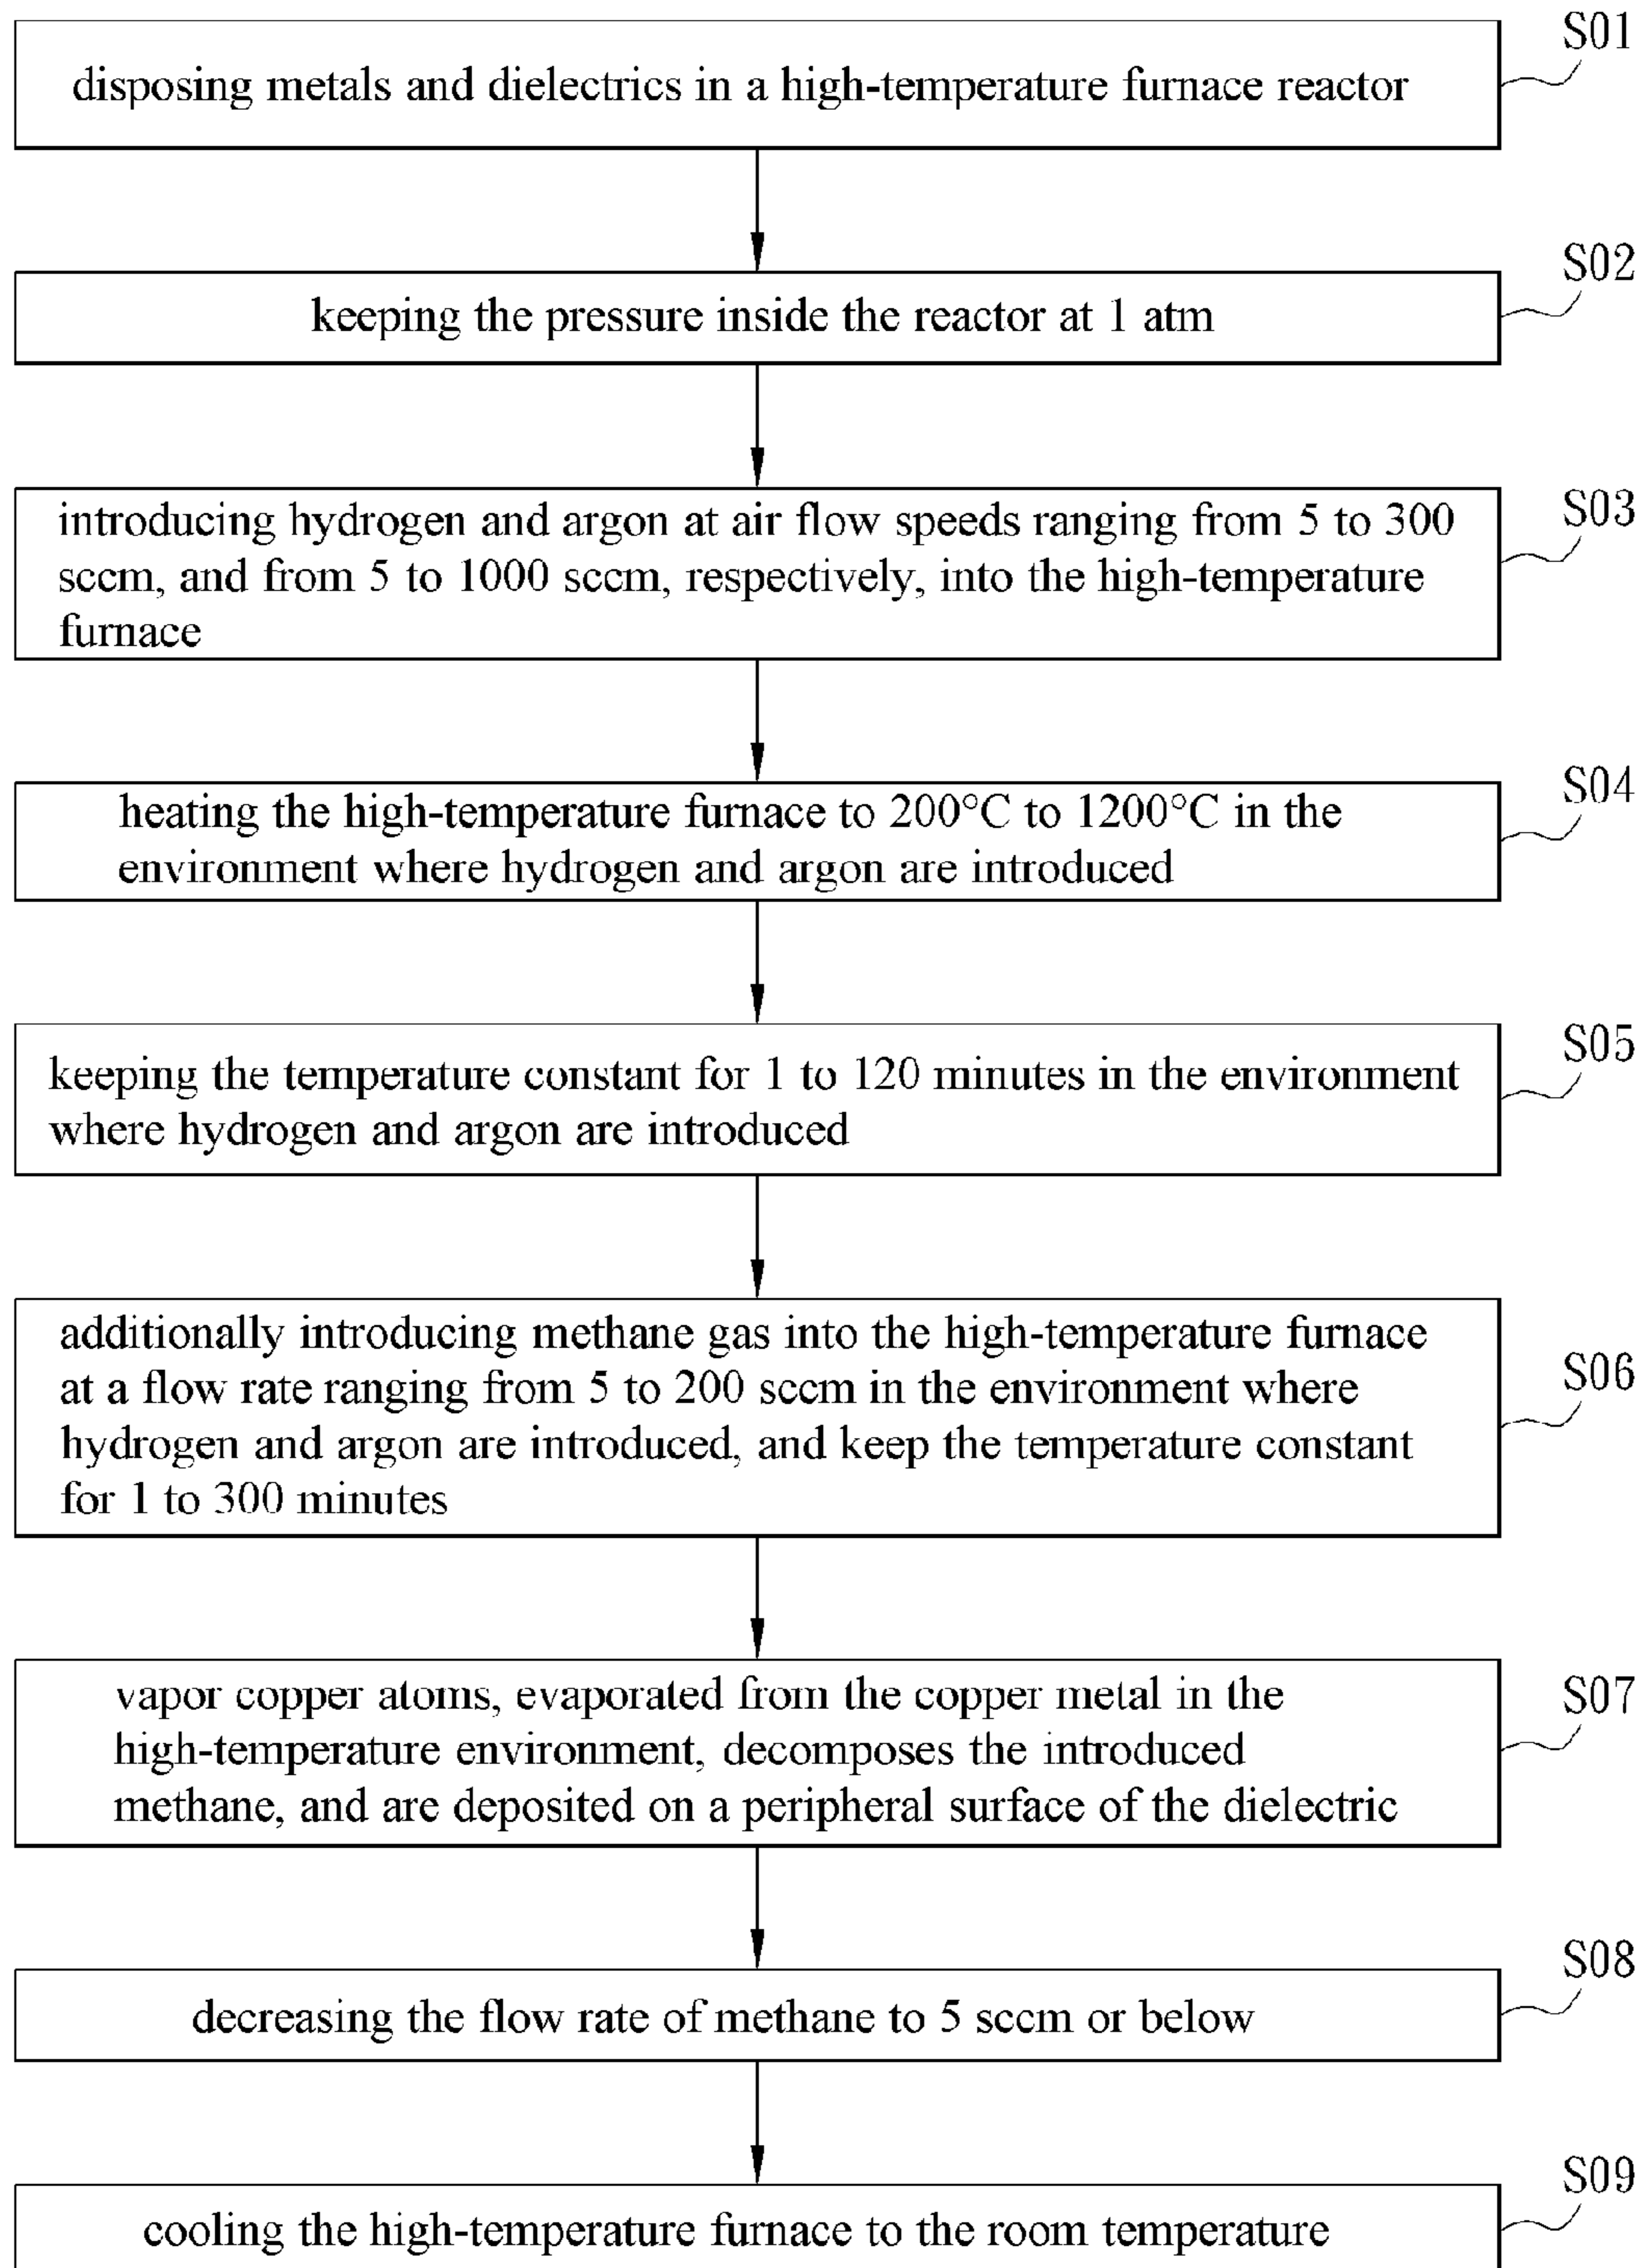 S01
disposing metals and dielectrics in a high-temperature furnace reactor
S02
keeping the pressure inside the reactor at 1 atm
S03
introducing hydrogen and argon at air flow speeds ranging from 5 to 300
sccm, and from 5 to 1000 sccm, respectively, into the high-temperature
furnace
S04
heating the high-temperature furnace to 200°C to 1200°C in the
environment where hydrogen and argon are introduced
S05
keeping the temperature constant for 1 to 120 minutes in the environment
where hydrogen and argon are introduced
S06
additionally introducing methane gas into the high-temperature furnace
at a flow rate ranging from 5 to 200 sccm in the environment where
hydrogen and argon are introduced, and keep the temperature constant
for 1 to 300 minutes
S07
vapor copper atoms, evaporated from the copper metal in the
high-temperature environment, decomposes the introduced
methane, and are deposited on a peripheral surface of the dielectric
S08
decreasing the flow rate of methane to 5 sccm or below
S09
cooling the high-temperature furnace to the room temperature